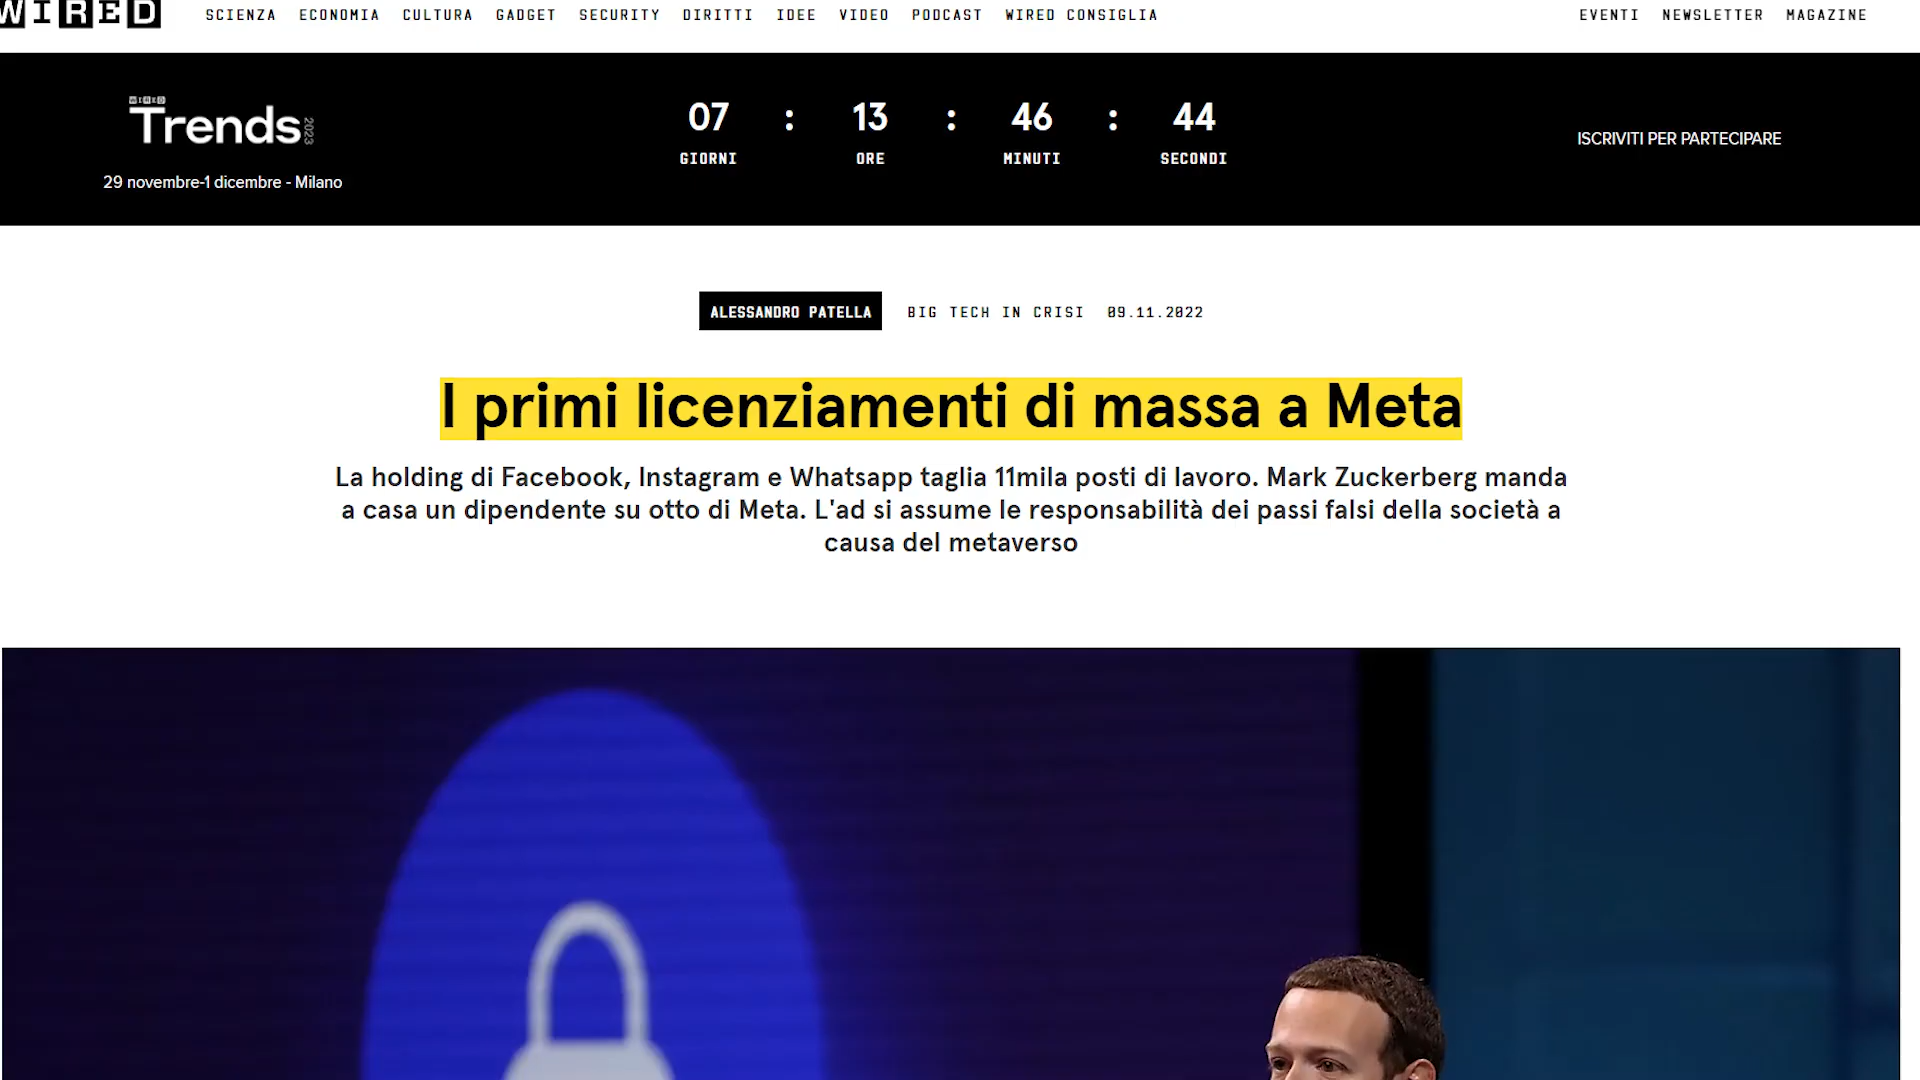 WIRED SCIENZA ECONOMIA CULTURA GADGET SECURITY DIRITTI IDEE VIDEO PODCAST WIRED CONSIGLIA EVENTI NEWSLETTER MAGAZINE
WIRED
Trends 2023
29 novembre-1 dicembre - Milano
07 : 13 : 46 : 44
GIORNI ORE MINUTI SECONDI
ISCRIVITI PER PARTECIPARE
ALESSANDRO PATELLA BIG TECH IN CRISI 09.11.2022
I primi licenziamenti di massa a Meta
La holding di Facebook, Instagram e Whatsapp taglia 11mila posti di lavoro. Mark Zuckerberg manda
a casa un dipendente su otto di Meta. L'ad si assume le responsabilità dei passi falsi della società a
causa del metaverso